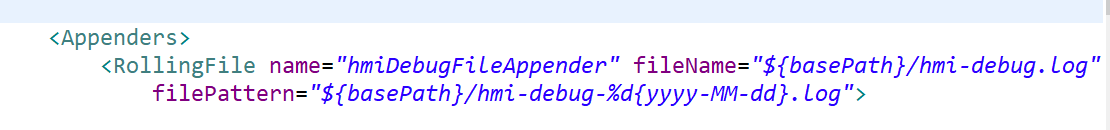 <Appenders>
<RollingFile name="hmiDebugFileAppender" fileName="${basePath}/hmi-debug.log"
filePattern="${basePath}/hmi-debug-%d{yyyy-MM-dd}.log">